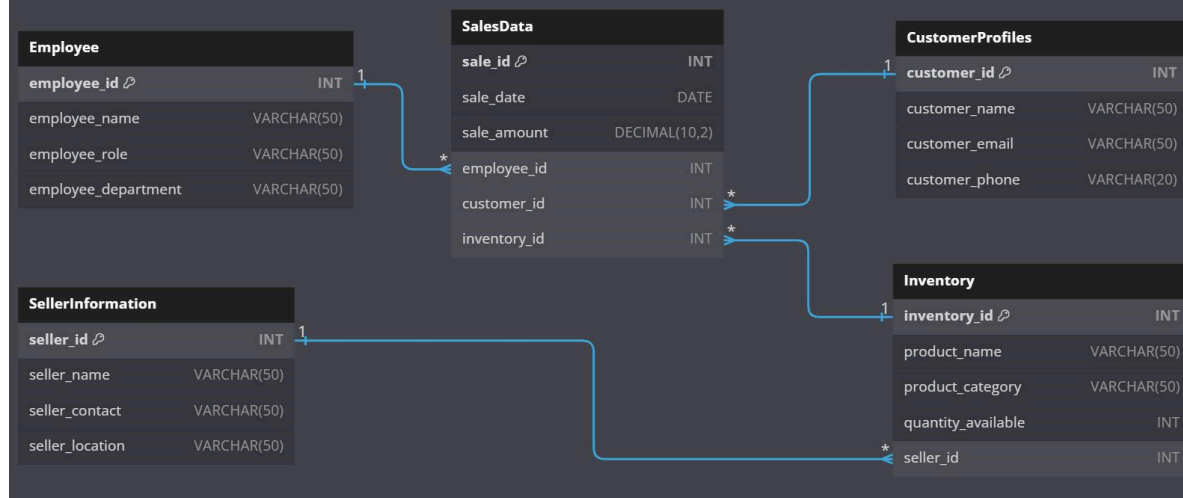 Employee
employee_id INT
employee_name VARCHAR(50)
employee_role VARCHAR(50)
employee_department VARCHAR(50)
1
*
SalesData
sale_id INT
sale_date DATE
sale_amount DECIMAL(10,2)
employee_id INT
customer_id INT
inventory_id INT
*
*
1
CustomerProfiles
customer_id INT
customer_name VARCHAR(50)
customer_email VARCHAR(50)
customer_phone VARCHAR(20)
SellerInformation
seller_id INT
seller_name VARCHAR(50)
seller_contact VARCHAR(50)
seller_location VARCHAR(50)
1
1
*
Inventory
inventory_id INT
product_name VARCHAR(50)
product_category VARCHAR(50)
quantity_available INT
seller_id INT